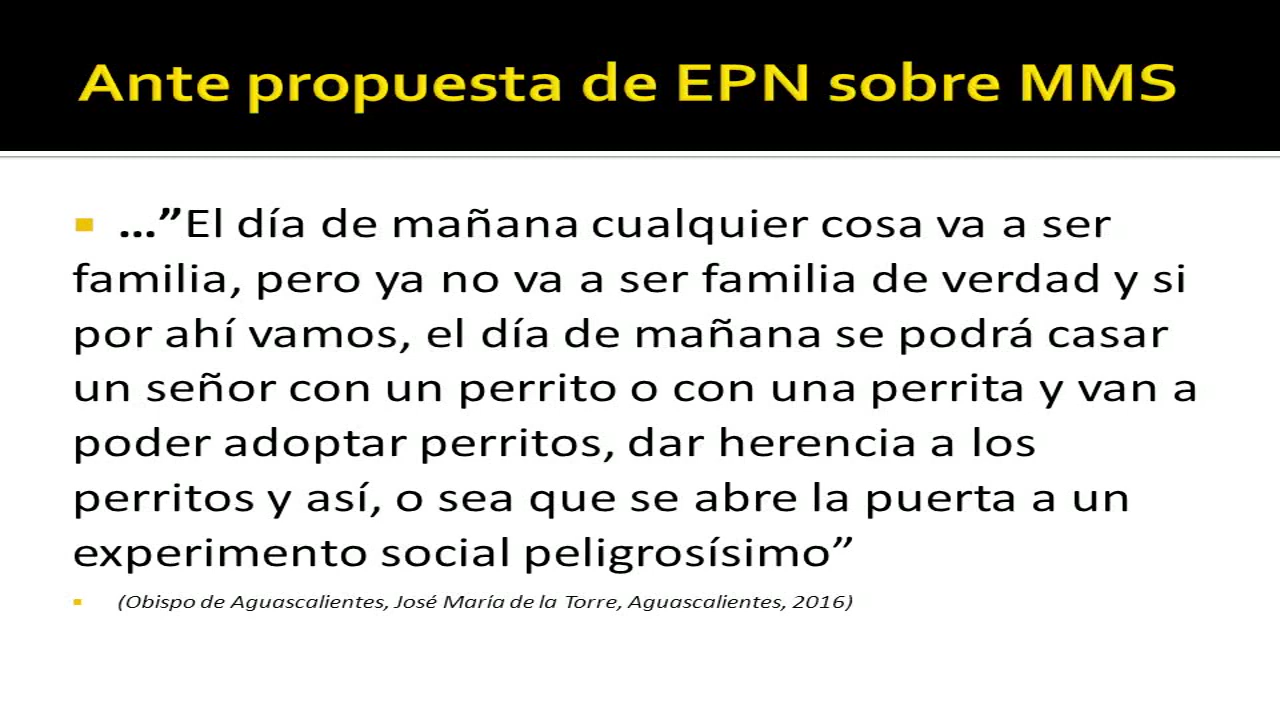 Ante propuesta de EPN sobre MMS
▪ …”El día de mañana cualquier cosa va a ser
familia, pero ya no va a ser familia de verdad y si
por ahí vamos, el día de mañana se podrá casar
un señor con un perrito o con una perrita y van a
poder adoptar perritos, dar herencia a los
perritos y así, o sea que se abre la puerta a un
experimento social peligrosísimo”
▪ (Obispo de Aguascalientes, José María de la Torre, Aguascalientes, 2016)